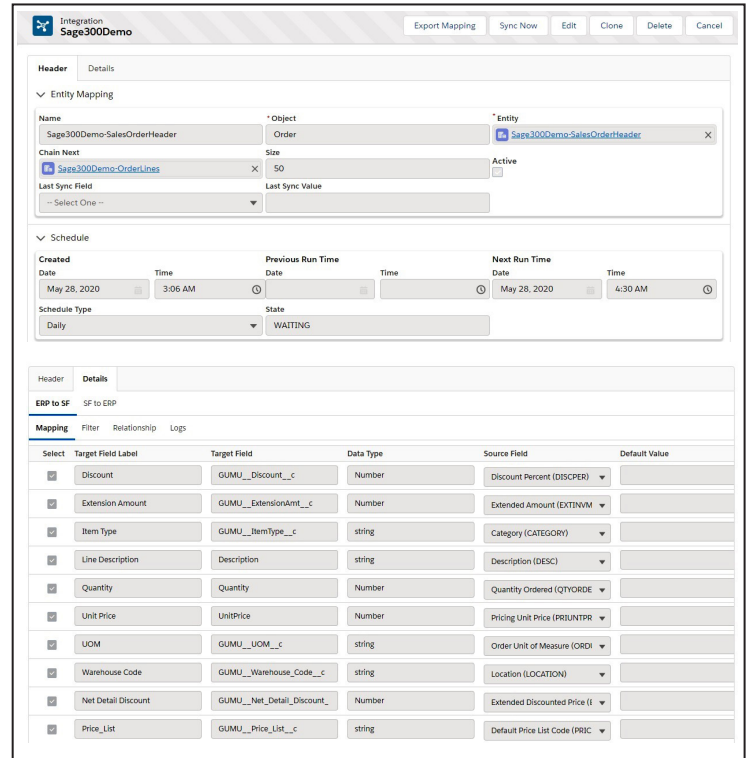 Integration
Sage300Demo
Export Mapping Sync Now Edit Clone Delete Cancel
Header Details
Entity Mapping
Name *Object *Entity
Sage300Demo-SalesOrderHeader Order Sage300Demo-SalesOrderHeader X
Chain Next Size Active
Sage300Demo-OrderLines X 50
Last Sync Field Last Sync Value
-- Select One --
Schedule
Created Previous Run Time Next Run Time
Date Time Date Time Date Time
May 28, 2020 3:06 AM May 28, 2020 4:30 AM
Schedule Type State
Daily WAITING
Header Details
ERP to SF SF to ERP
Mapping Filter Relationship Logs
Select Target Field Label Target Field Data Type Source Field Default Value
Discount GUMU__Discount__c Number Discount Percent (DISCPER)
Extension Amount GUMU__ExtensionAmt__c Number Extended Amount (EXTINVM
Item Type GUMU__ItemType__c string Category (CATEGORY)
Line Description Description string Description (DESC)
Quantity Quantity Number Quantity Ordered (QTYORDE
Unit Price UnitPrice Number Pricing Unit Price (PRIUNTPR
UOM GUMU__UOM__c string Order Unit of Measure (ORDI
Warehouse Code GUMU__Warehouse_Code__c string Location (LOCATION)
Net Detail Discount GUMU__Net_Detail_Discount_ Number Extended Discounted Price (E
Price_List GUMU__Price_List__c string Default Price List Code (PRIC